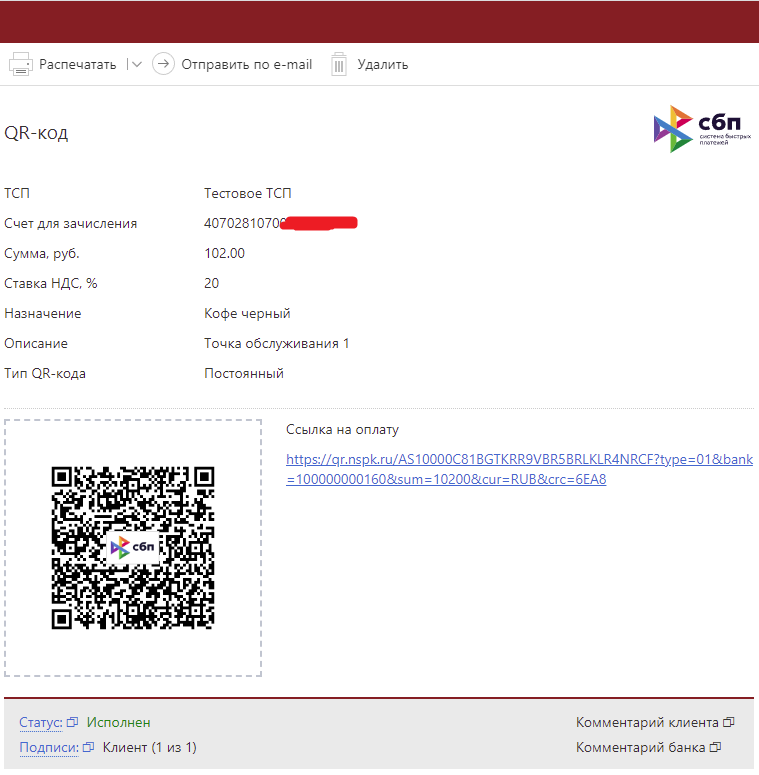 Распечатать
Отправить по e-mail
Удалить
QR-код
сбп
система быстрых
платежей
ТСП Тестовое ТСП
Счет для зачисления 40702810700
Сумма, руб. 102.00
Ставка НДС, % 20
Назначение Кофе черный
Описание Точка обслуживания 1
Тип QR-кода Постоянный
Ссылка на оплату
https://qr.nspk.ru/AS10000C81BGTKRR9VBR5BRLKLR4NRCF?type=01&bank
=100000000160&sum=10200&cur=RUB&crc=6EA8
сбп
Статус: Исполнен
Комментарий клиента
Подписи: Клиент (1 из 1)
Комментарий банка